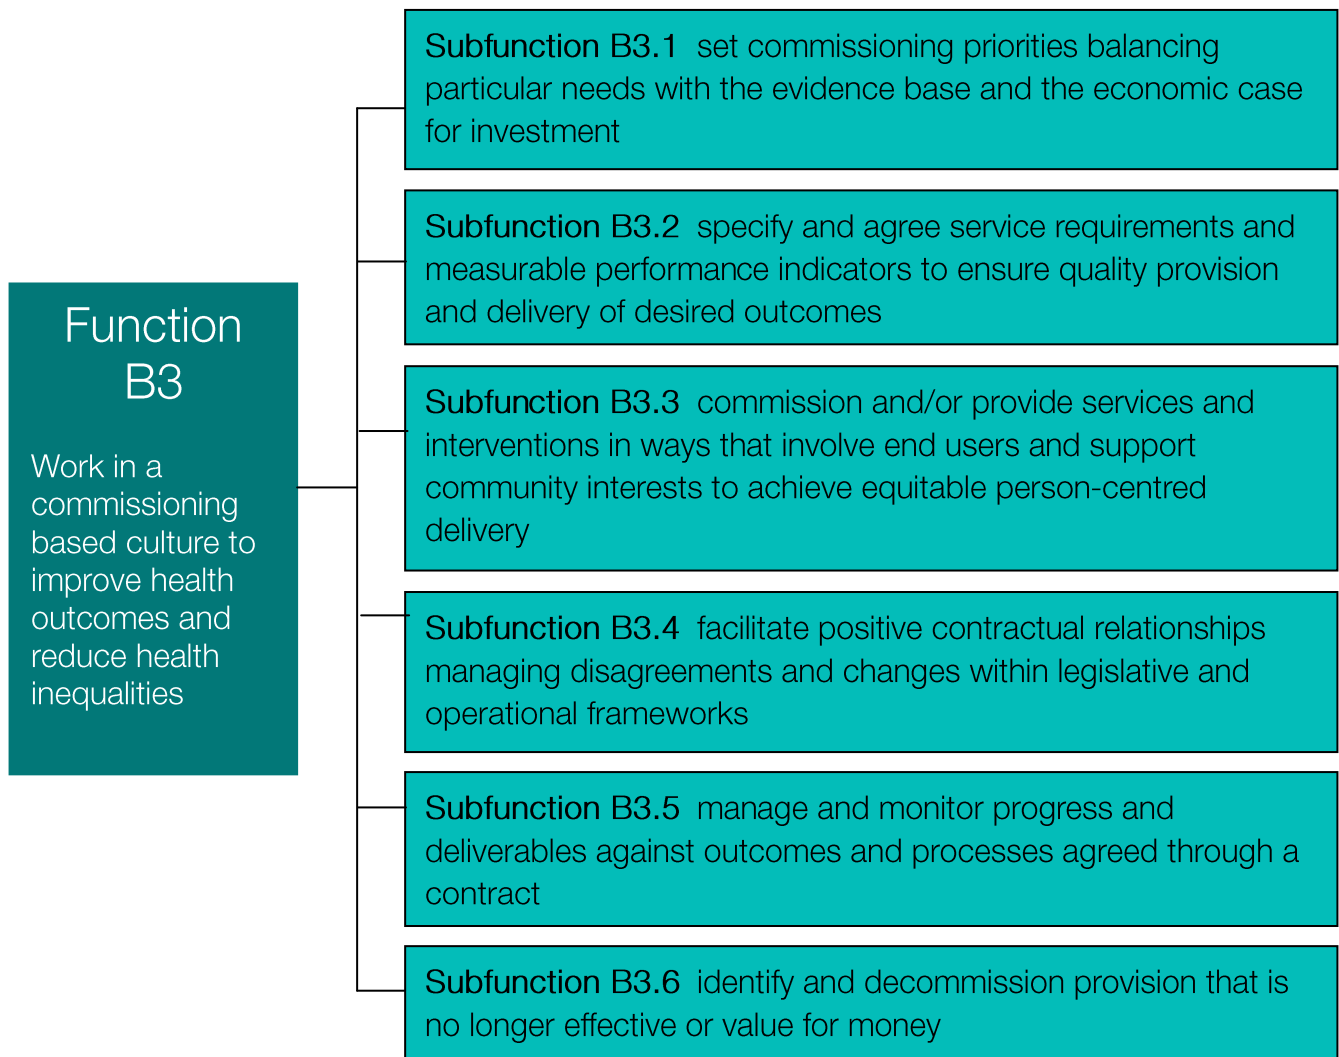 Function
B3
Work in a
commissioning
based culture to
improve health
outcomes and
reduce health
inequalities
Subfunction B3.1 set commissioning priorities balancing
particular needs with the evidence base and the economic case
for investment
Subfunction B3.2 specify and agree service requirements and
measurable performance indicators to ensure quality provision
and delivery of desired outcomes
Subfunction B3.3 commission and/or provide services and
interventions in ways that involve end users and support
community interests to achieve equitable person-centred
delivery
Subfunction B3.4 facilitate positive contractual relationships
managing disagreements and changes within legislative and
operational frameworks
Subfunction B3.5 manage and monitor progress and
deliverables against outcomes and processes agreed through a
contract
Subfunction B3.6 identify and decommission provision that is
no longer effective or value for money